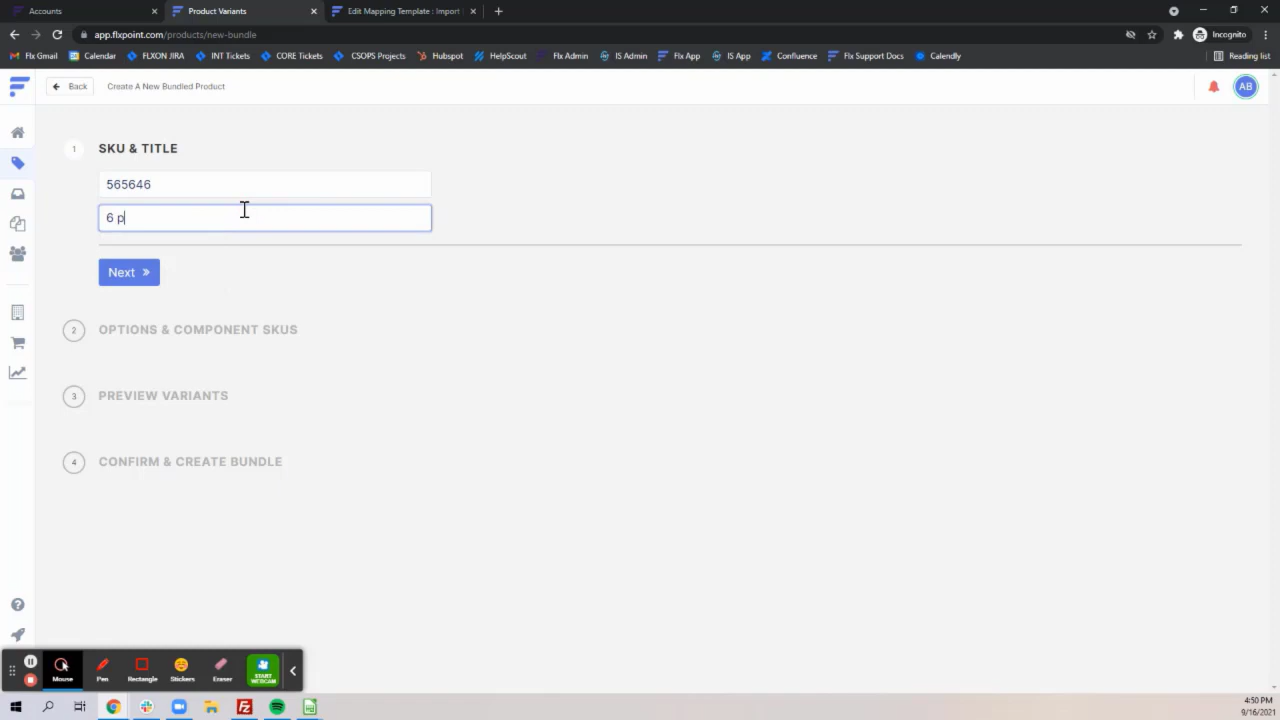 Accounts
Product Variants
Edit Mapping Template : Import
app.flxpoint.com/products/new-bundle
Incognito
Flx Gmail
Calendar
FLXON JIRA
INT Tickets
CORE Tickets
CSOPS Projects
Hubspot
HelpScout
Flx Admin
IS Admin
Flx App
IS App
Confluence
Flx Support Docs
Calendly
Reading list
Back
Create A New Bundled Product
AB
1
SKU & TITLE
565646
6 p
Next
2
OPTIONS & COMPONENT SKUS
3
PREVIEW VARIANTS
4
CONFIRM & CREATE BUNDLE
Mouse
Pen
Rectangle
Stickers
Eraser
START
WEBCAM
4:50 PM
9/16/2021